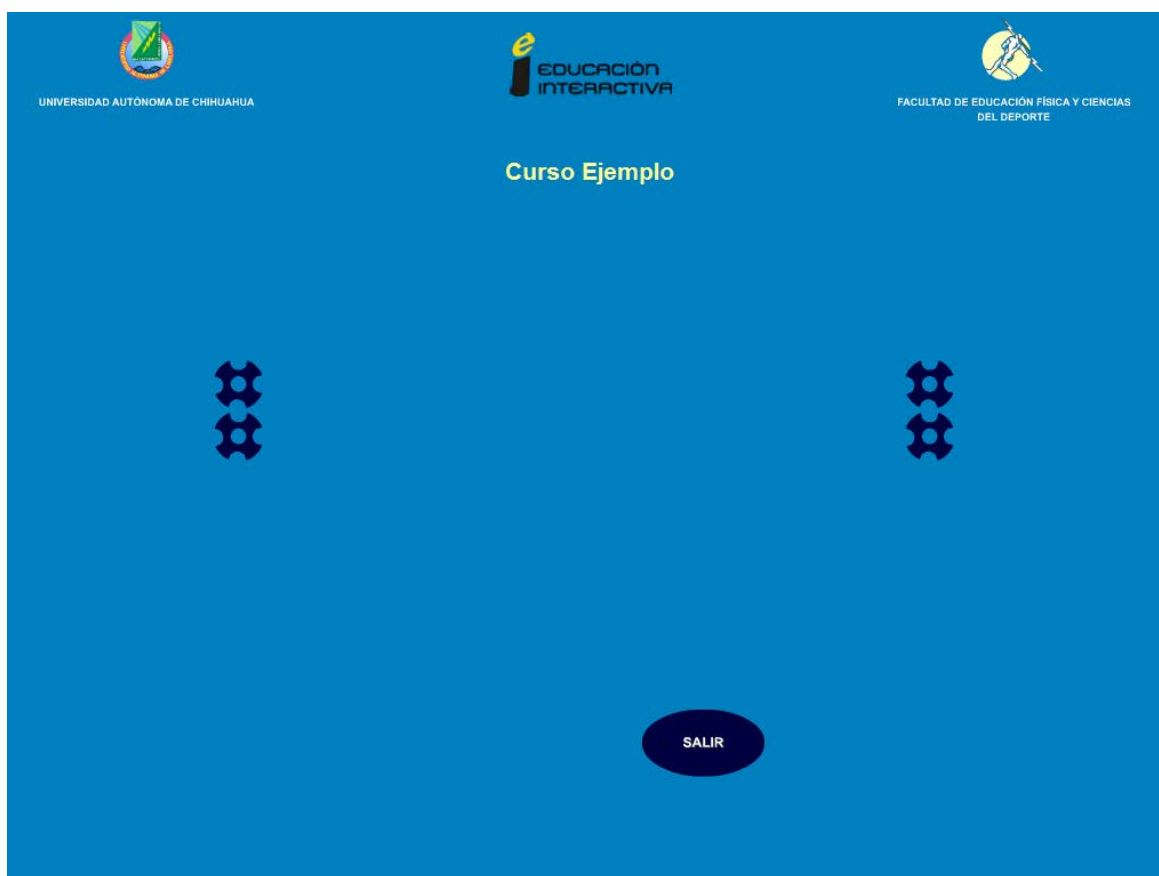 UNIVERSIDAD AUTÓNOMA DE CHIHUAHUA
é
EDUCACIÓN
INTERACTIVA
FACULTAD DE EDUCACIÓN FÍSICA Y CIENCIAS
DEL DEPORTE
Curso Ejemplo
SALIR